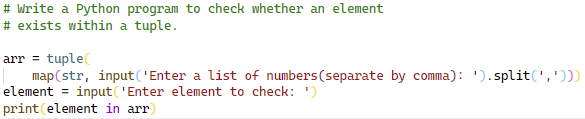 # Write a Python program to check whether an element
# exists within a tuple.

arr = tuple(
    map(str, input('Enter a list of numbers(separate by comma): ').split(',')))
element = input('Enter element to check: ')
print(element in arr)